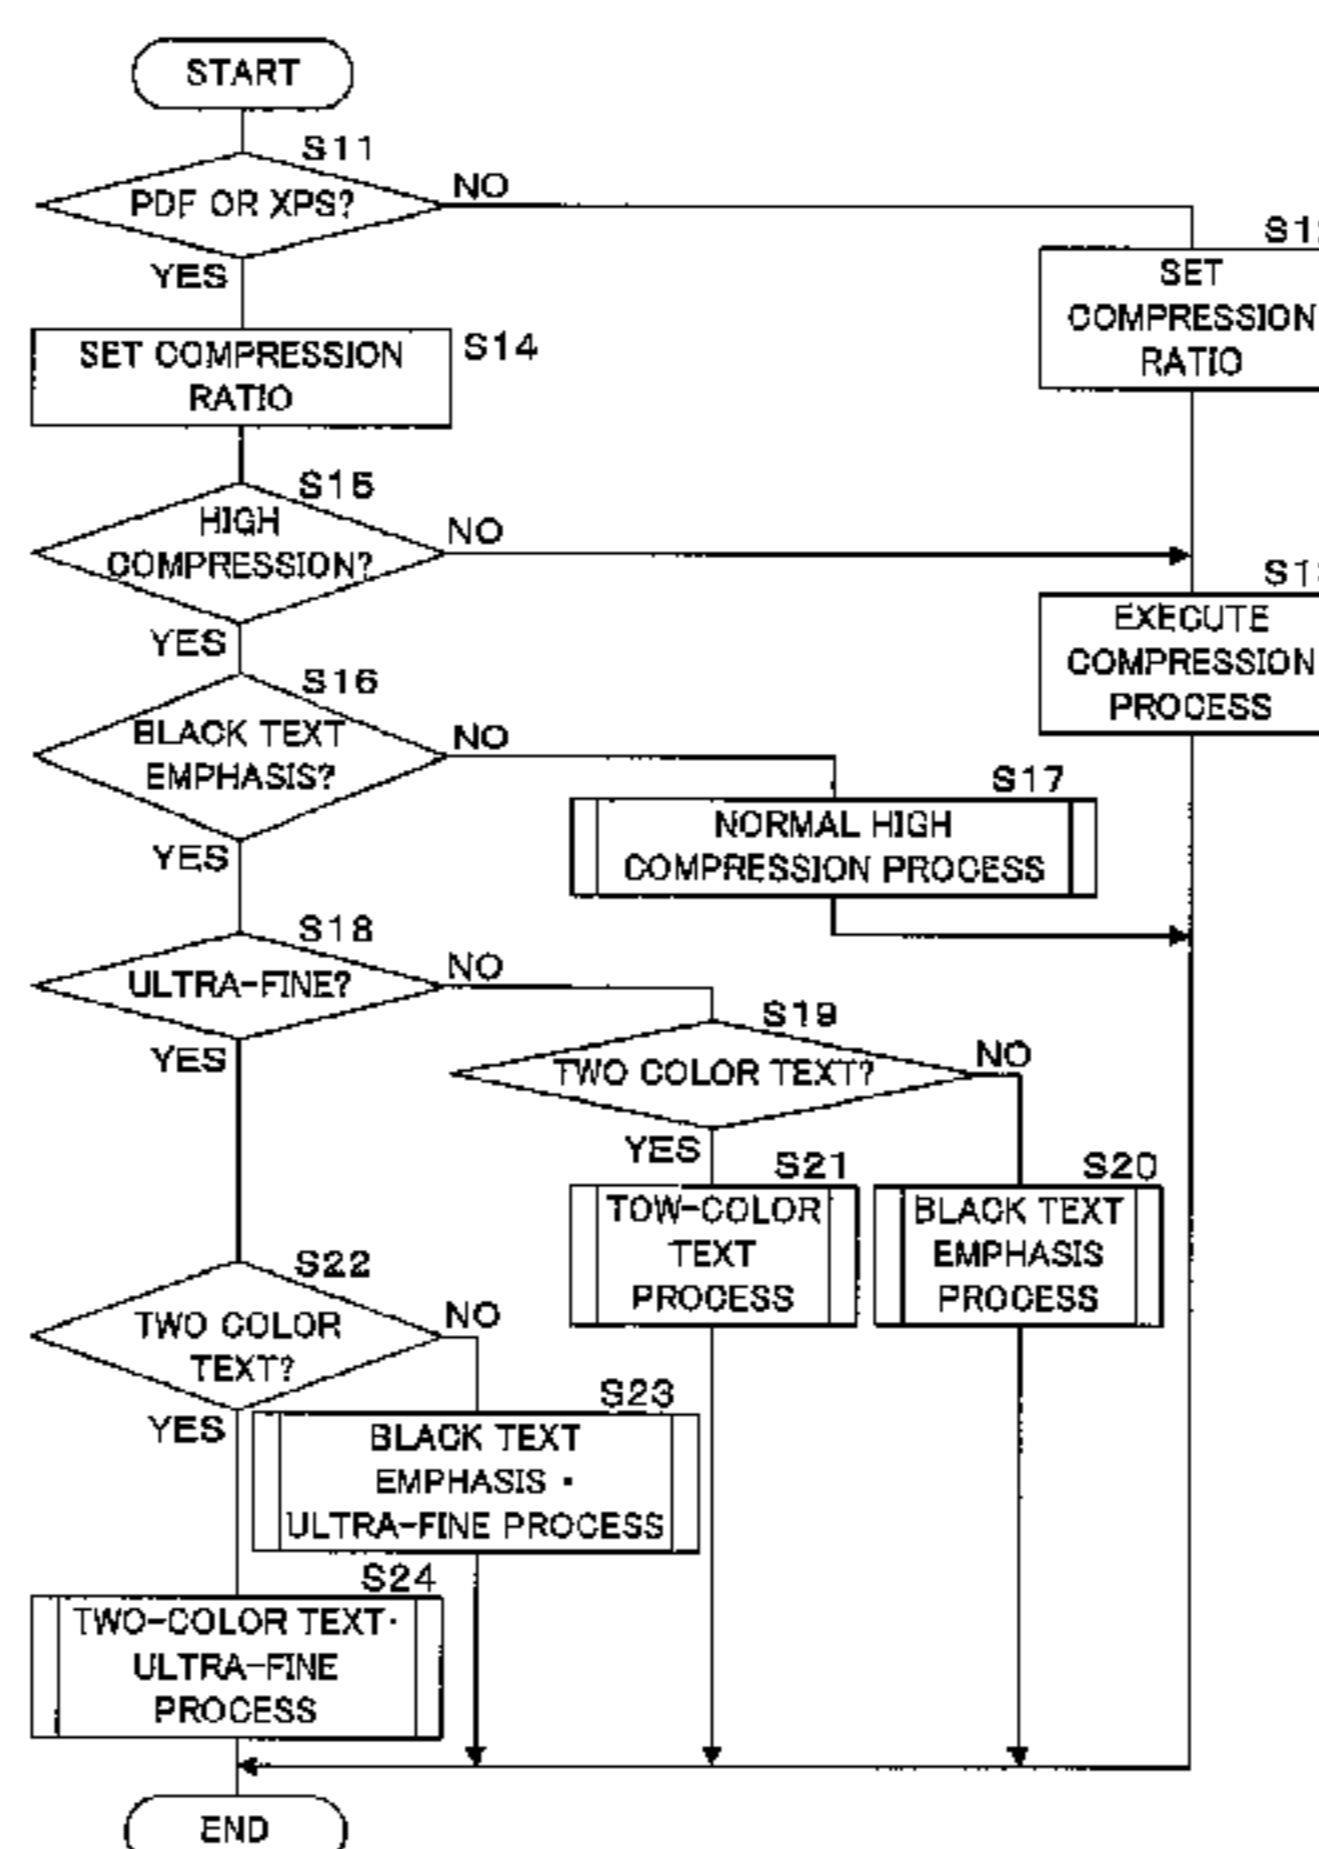 START
S11
PDF OR XPS?
NO
YES
S1
SET
COMPRESSION
RATIO
SET COMPRESSION
RATIO
S14
S15
HIGH
COMPRESSION?
NO
YES
S1
EXECUTE
COMPRESSION
PROCESS
S16
BLACK TEXT
EMPHASIS?
NO
YES
S17
NORMAL HIGH
COMPRESSION PROCESS
S18
ULTRA-FINE?
NO
YES
S19
TWO COLOR TEXT?
NO
YES
S21
TOW-COLOR
TEXT
PROCESS
S20
BLACK TEXT
EMPHASIS
PROCESS
S22
TWO COLOR
TEXT?
NO
YES
S23
BLACK TEXT
EMPHASIS ·
ULTRA-FINE PROCESS
S24
TWO-COLOR TEXT·
ULTRA-FINE
PROCESS
END